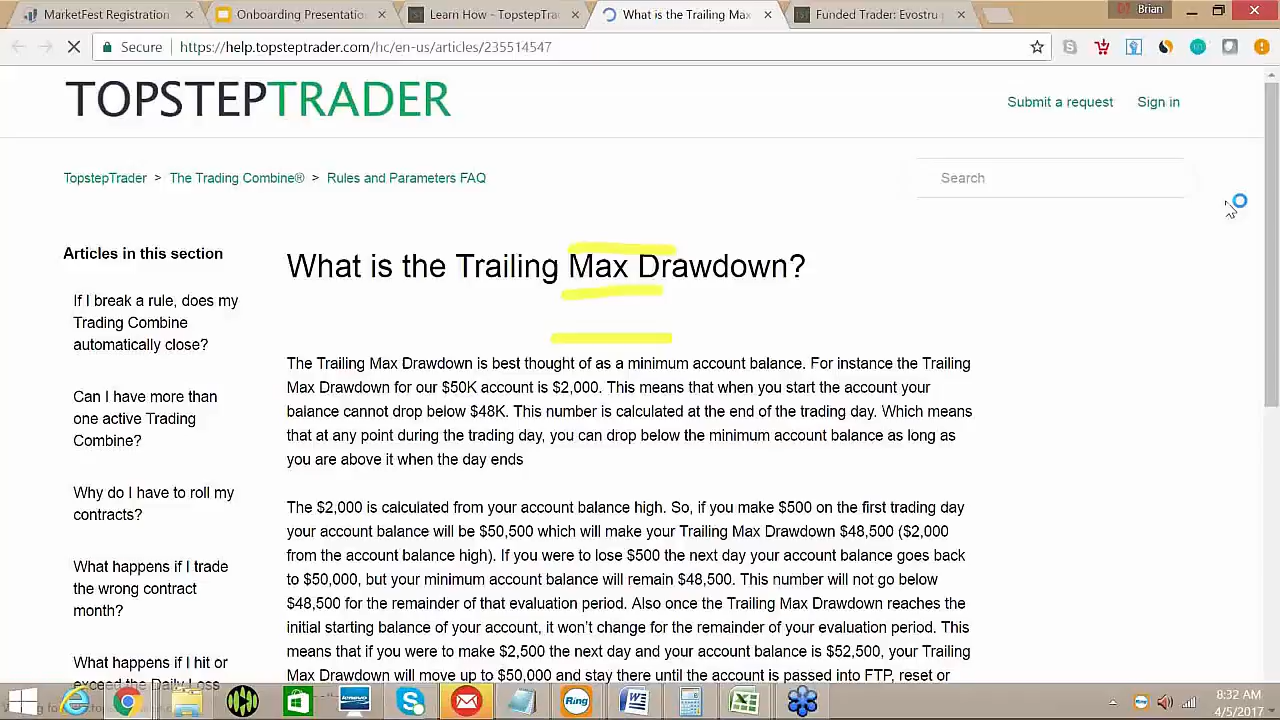 MarketFest Registration
Onboarding Presentatio
Learn How - TopstepTra
What is the Trailing Max
Funded Trader: Evestru
Brian
Secure
https://help.topsteptrader.com/hc/en-us/articles/235514547
TOPSTEPTRADER
Submit a request
Sign in
TopstepTrader > The Trading Combine® > Rules and Parameters FAQ
Search
Articles in this section
If I break a rule, does my
Trading Combine
automatically close?
Can I have more than
one active Trading
Combine?
Why do I have to roll my
contracts?
What happens if I trade
the wrong contract
month?
What happens if I hit or
exceed the Daily Loss
What is the Trailing Max Drawdown?
The Trailing Max Drawdown is best thought of as a minimum account balance. For instance the Trailing
Max Drawdown for our $50K account is $2,000. This means that when you start the account your
balance cannot drop below $48K. This number is calculated at the end of the trading day. Which means
that at any point during the trading day, you can drop below the minimum account balance as long as
you are above it when the day ends
The $2,000 is calculated from your account balance high. So, if you make $500 on the first trading day
your account balance will be $50,500 which will make your Trailing Max Drawdown $48,500 ($2,000
from the account balance high). If you were to lose $500 the next day your account balance goes back
to $50,000, but your minimum account balance will remain $48,500. This number will not go below
$48,500 for the remainder of that evaluation period. Also once the Trailing Max Drawdown reaches the
initial starting balance of your account, it won't change for the remainder of your evaluation period. This
means that if you were to make $2,500 the next day and your account balance is $52,500, your Trailing
Max Drawdown will move up to $50,000 and stay there until the account is passed into FTP, reset or
Ring
8:32 AM
4/5/2017